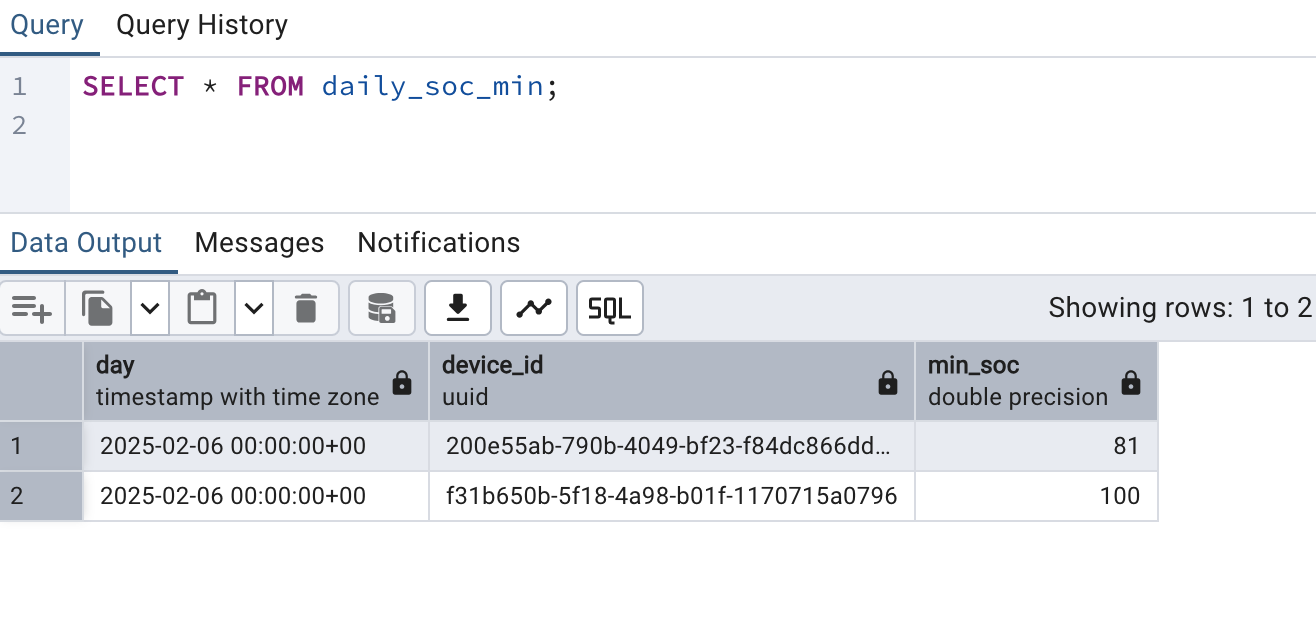 Query Query History
1 SELECT * FROM daily_soc_min;
2
Data Output Messages Notifications
SQL Showing rows: 1 to 2
day device_id min_soc
timestamp with time zone uuid double precision
1 2025-02-06 00:00:00+00 200e55ab-790b-4049-bf23-f84dc866dd... 81
2 2025-02-06 00:00:00+00 f31b650b-5f18-4a98-b01f-1170715a0796 100